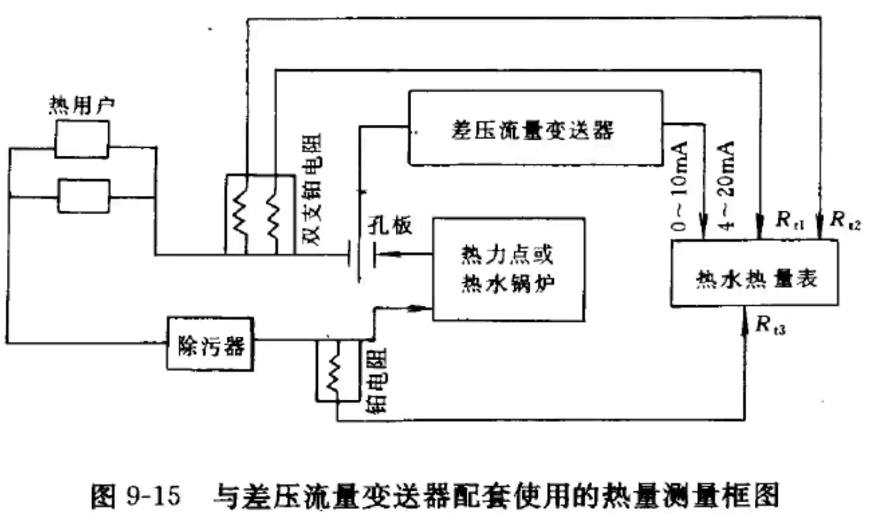 热用户
双支铂电阻
差压流量变送器
0～10mA
4～20mA
R_{t1}
R_{t2}
孔板
热力点或
热水锅炉
热水热量表
除污器
铂电阻
R_{t3}
图 9-15 与差压流量变送器配套使用的热量测量框图